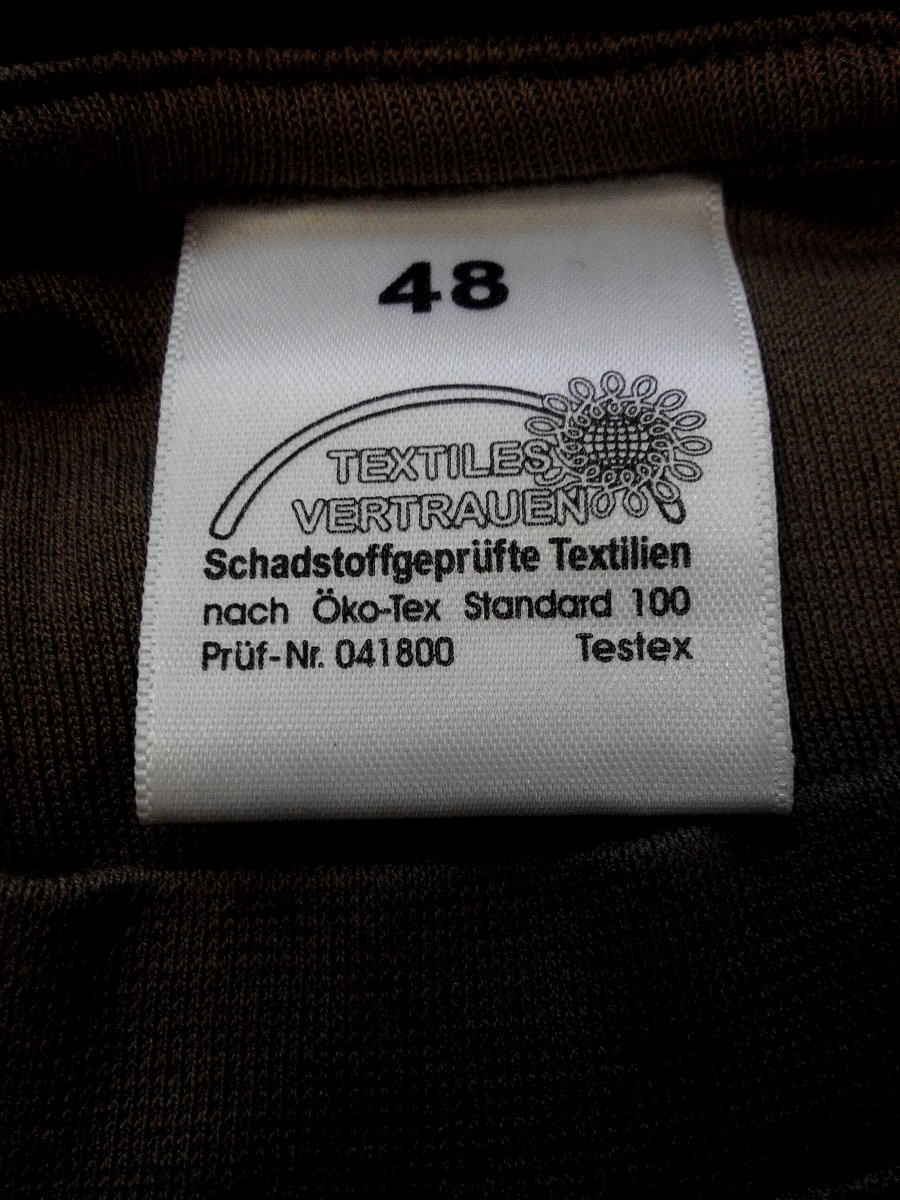 48
TEXTILES
VERTRAUEN
Schadstoffgeprüfte Textilien
nach Öko-Tex Standard 100
Prüf-Nr. 041800 Testex